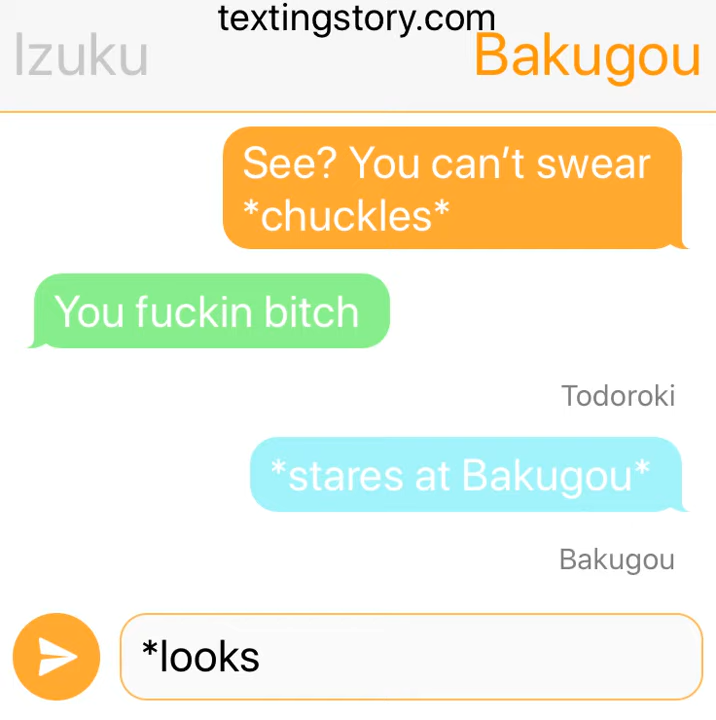 textingstory.com
Izuku
Bakugou
See? You can’t swear
*chuckles*
You fuckin bitch
Todoroki
*stares at Bakugou*
Bakugou
*looks